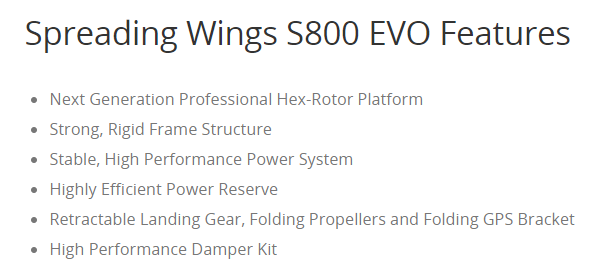 Spreading Wings S800 EVO Features
• Next Generation Professional Hex-Rotor Platform
• Strong, Rigid Frame Structure
• Stable, High Performance Power System
• Highly Efficient Power Reserve
• Retractable Landing Gear, Folding Propellers and Folding GPS Bracket
• High Performance Damper Kit